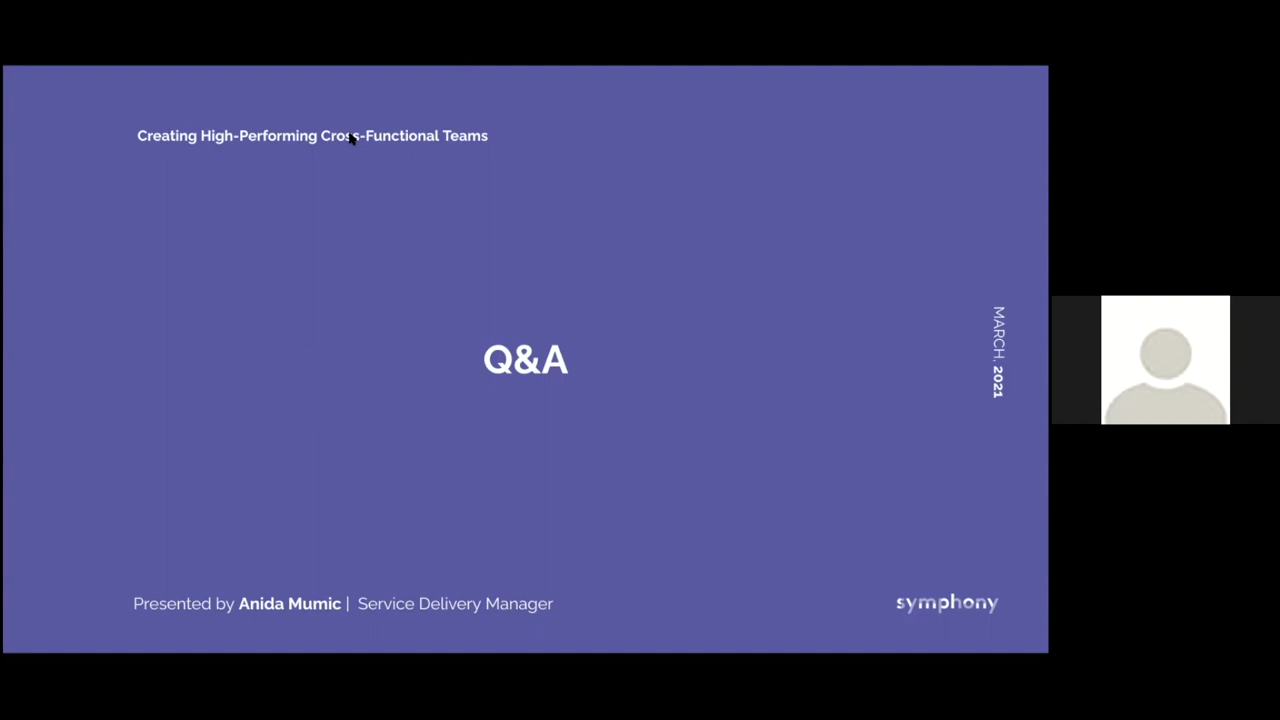 Creating High-Performing Cross-Functional Teams
Q&A
MARCH, 2021
Presented by Anida Mumic | Service Delivery Manager
symphony